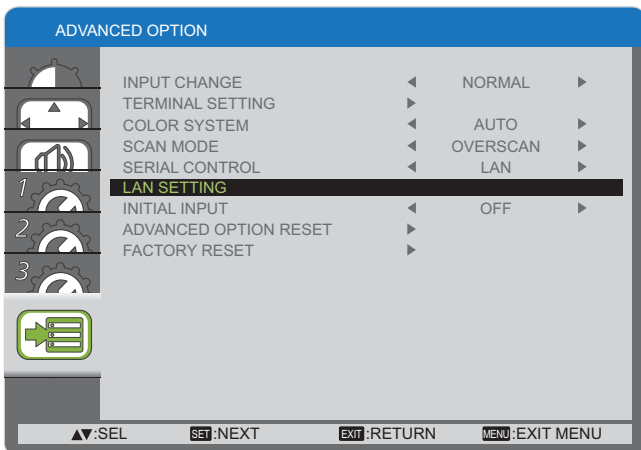 ADVANCED OPTION
INPUT CHANGE ◀ NORMAL ▶
TERMINAL SETTING ▶
COLOR SYSTEM ◀ AUTO ▶
SCAN MODE ◀ OVERSCAN ▶
SERIAL CONTROL ◀ LAN ▶
LAN SETTING
INITIAL INPUT ◀ OFF ▶
ADVANCED OPTION RESET ▶
FACTORY RESET ▶
1
2
3
▲▼:SEL SET:NEXT EXIT:RETURN MENU:EXIT MENU